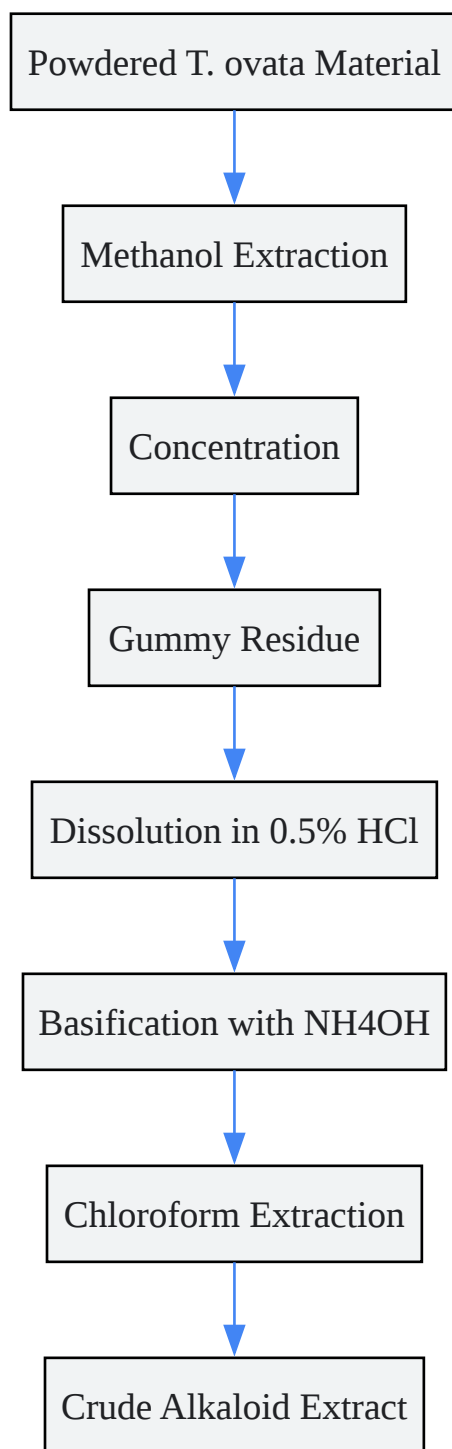 Powdered T. ovata Material
Methanol Extraction
Concentration
Gummy Residue
Dissolution in 0.5% HCl
Basification with NH4OH
Chloroform Extraction
Crude Alkaloid Extract